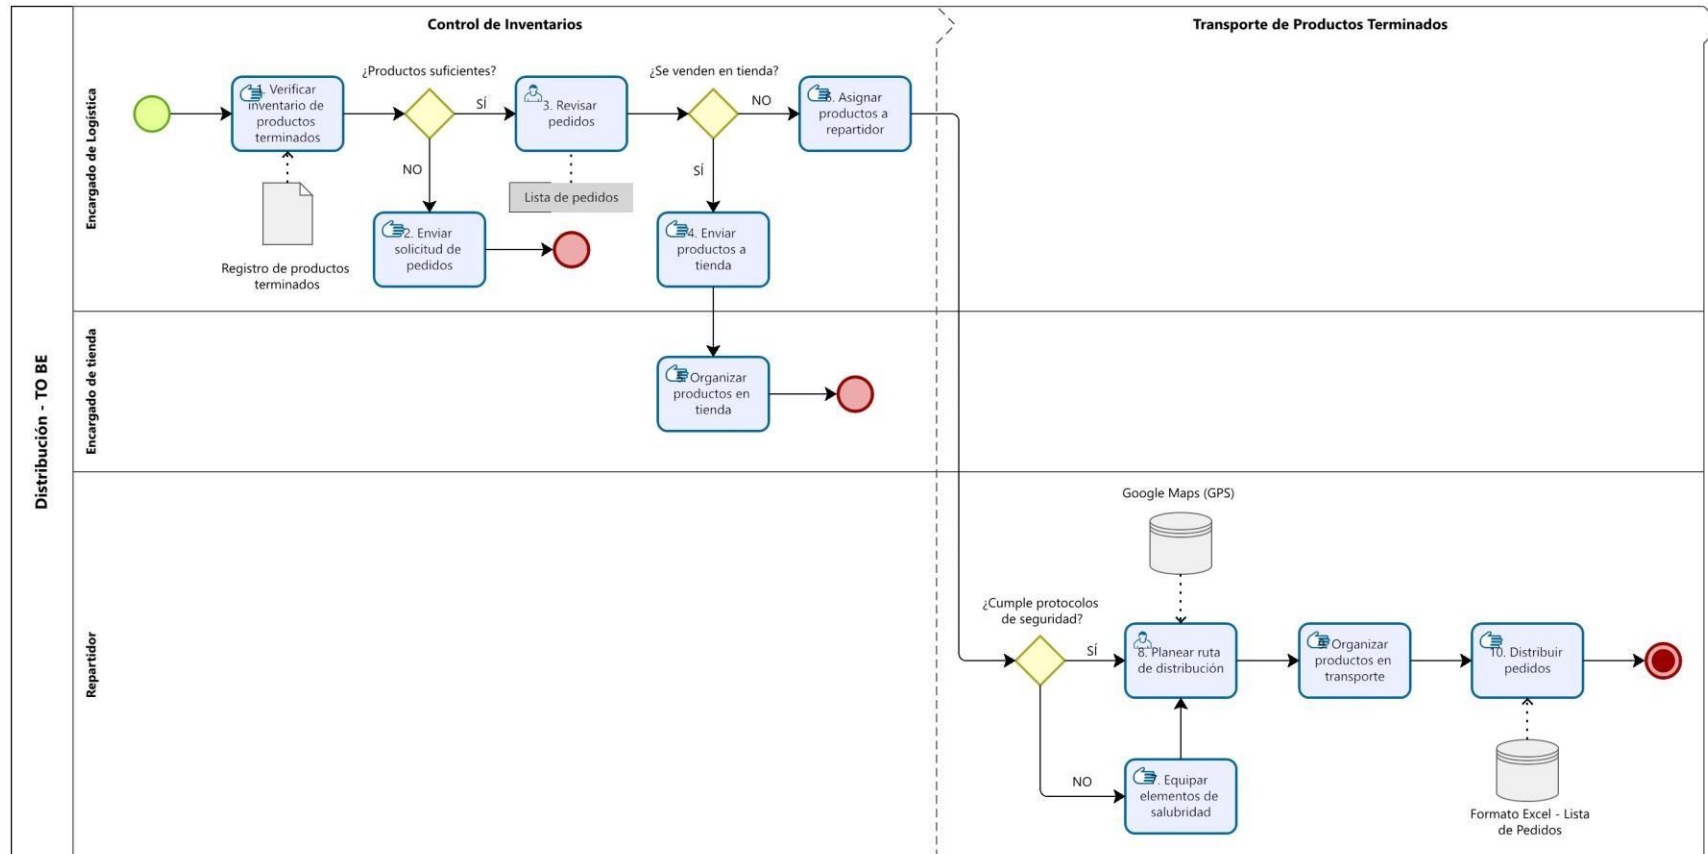 Distribución - TO BE
Control de Inventarios
Transporte de Productos Terminados
Encargado de Logística
¿Productos suficientes?
¿Se venden en tienda?
1. Verificar
inventario de
productos
terminados
SÍ
3. Revisar
pedidos
NO
6. Asignar
productos a
repartidor
NO
SÍ
Lista de pedidos
2. Enviar
solicitud de
pedidos
4. Enviar
productos a
tienda
Registro de productos
terminados
Encargado de tienda
5. Organizar
productos en
tienda
Repartidor
Google Maps (GPS)
¿Cumple protocolos
de seguridad?
SÍ
8. Planear ruta
de distribución
9. Organizar
productos en
transporte
10. Distribuir
pedidos
NO
7. Equipar
elementos de
salubridad
Formato Excel - Lista
de Pedidos